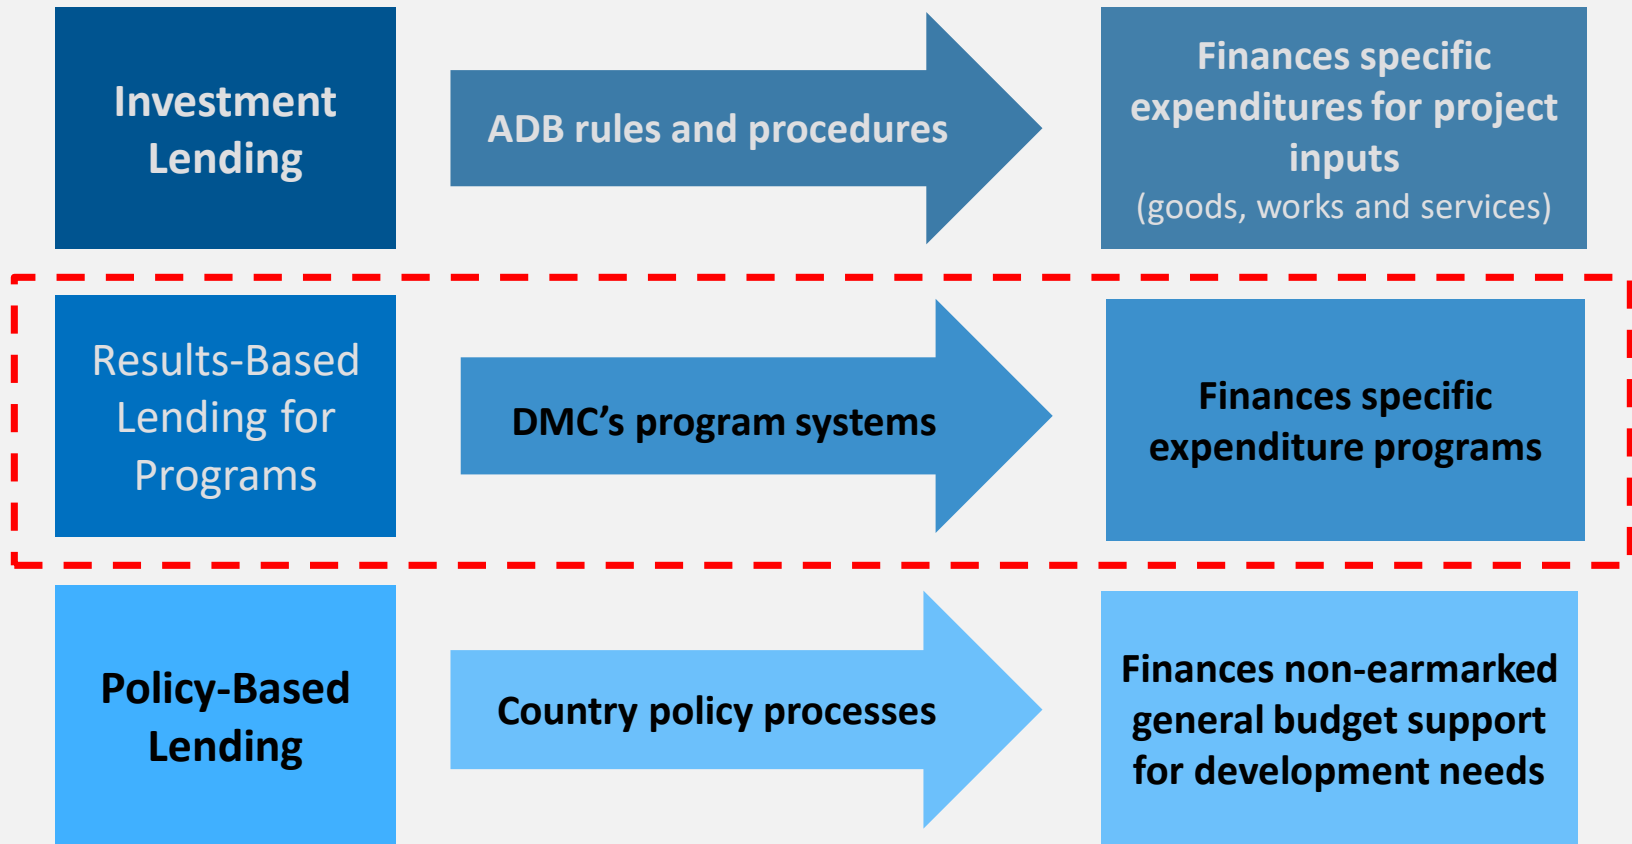 Investment
Lending
ADB rules and procedures
Finances specific
expenditures for project
inputs
(goods, works and services)
Results-Based
Lending for
Programs
DMC’s program systems
Finances specific
expenditure programs
Policy-Based
Lending
Country policy processes
Finances non-earmarked
general budget support
for development needs